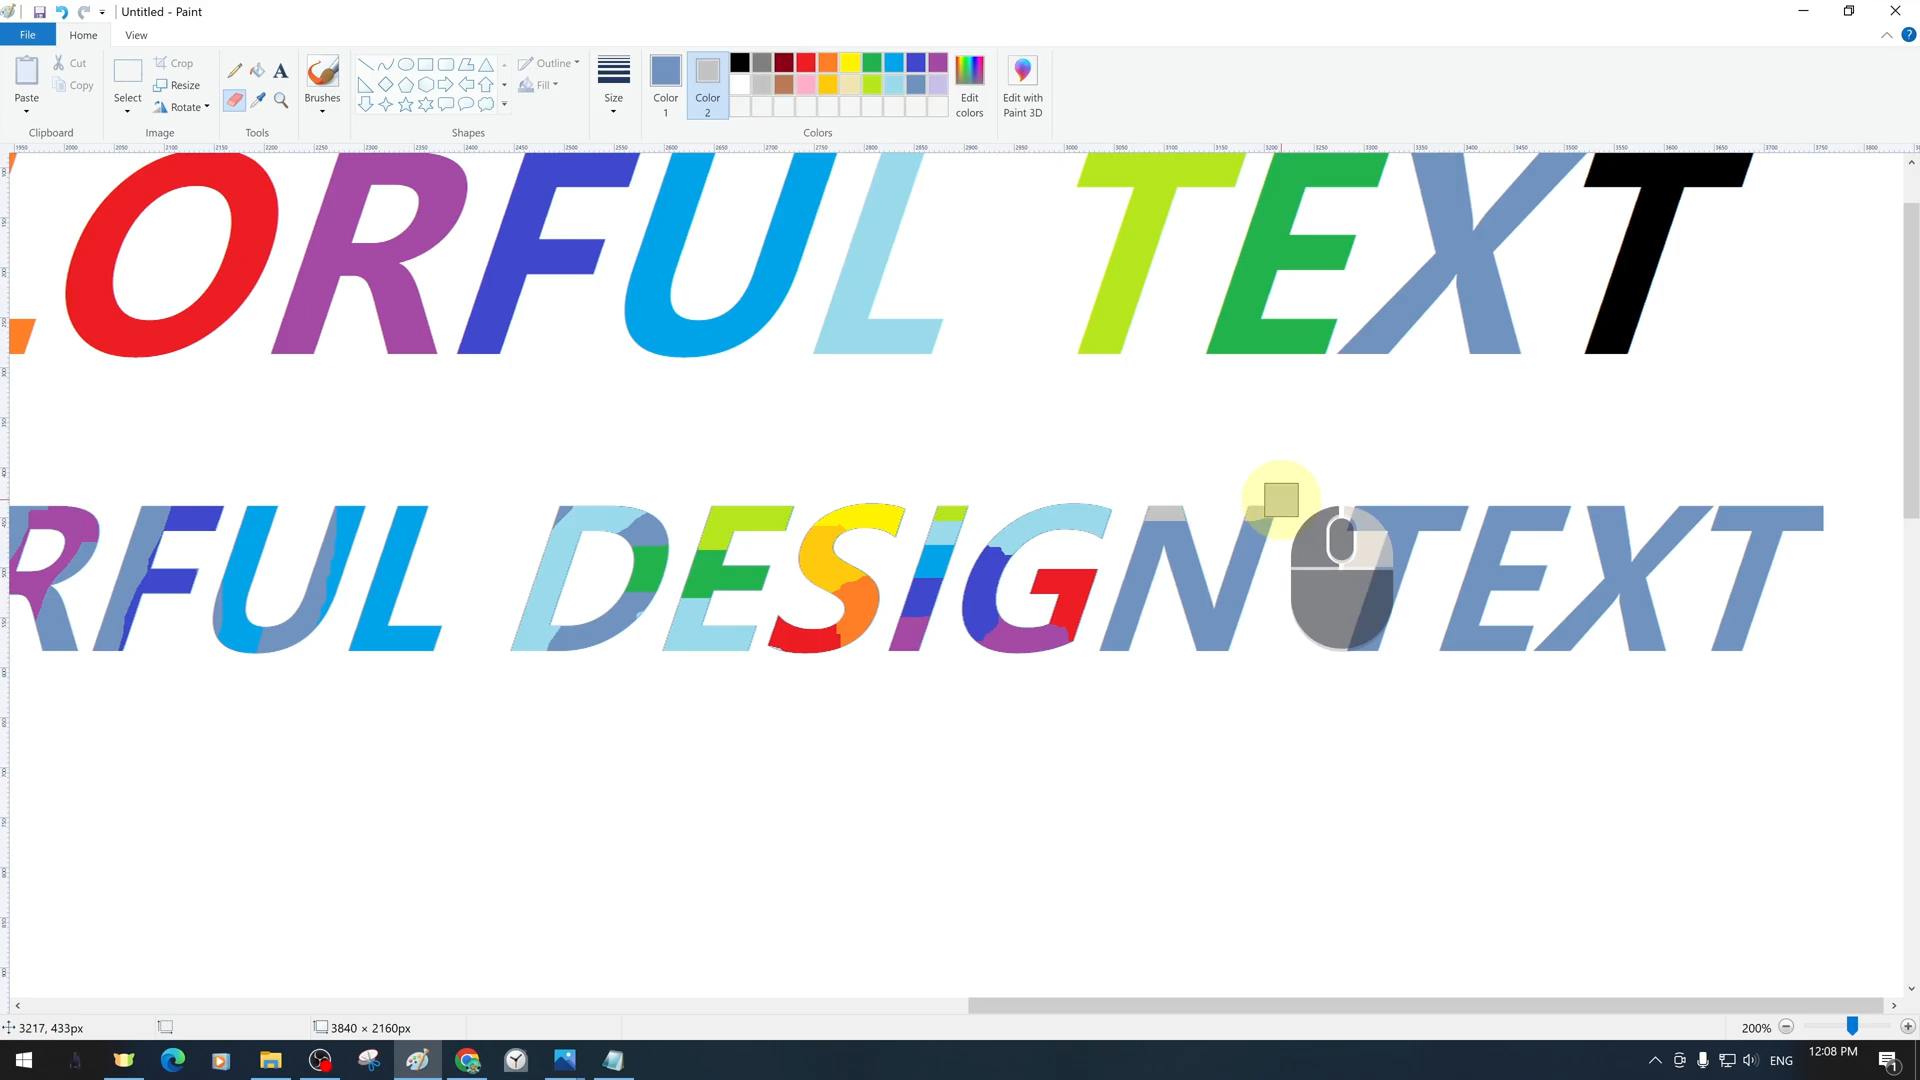 Untitled - Paint
File Home View
Paste
Cut
Copy
Clipboard
Select
Crop
Resize
Rotate
Image
Tools
Brushes
Outline
Fill
Shapes
Size
Color 1
Color 2
Colors
Edit colors
Edit with Paint 3D
ORFUL TEXT
RFUL DESIGN TEXT
3217, 433px
3840 × 2160px
200%
ENG
12:08 PM
1